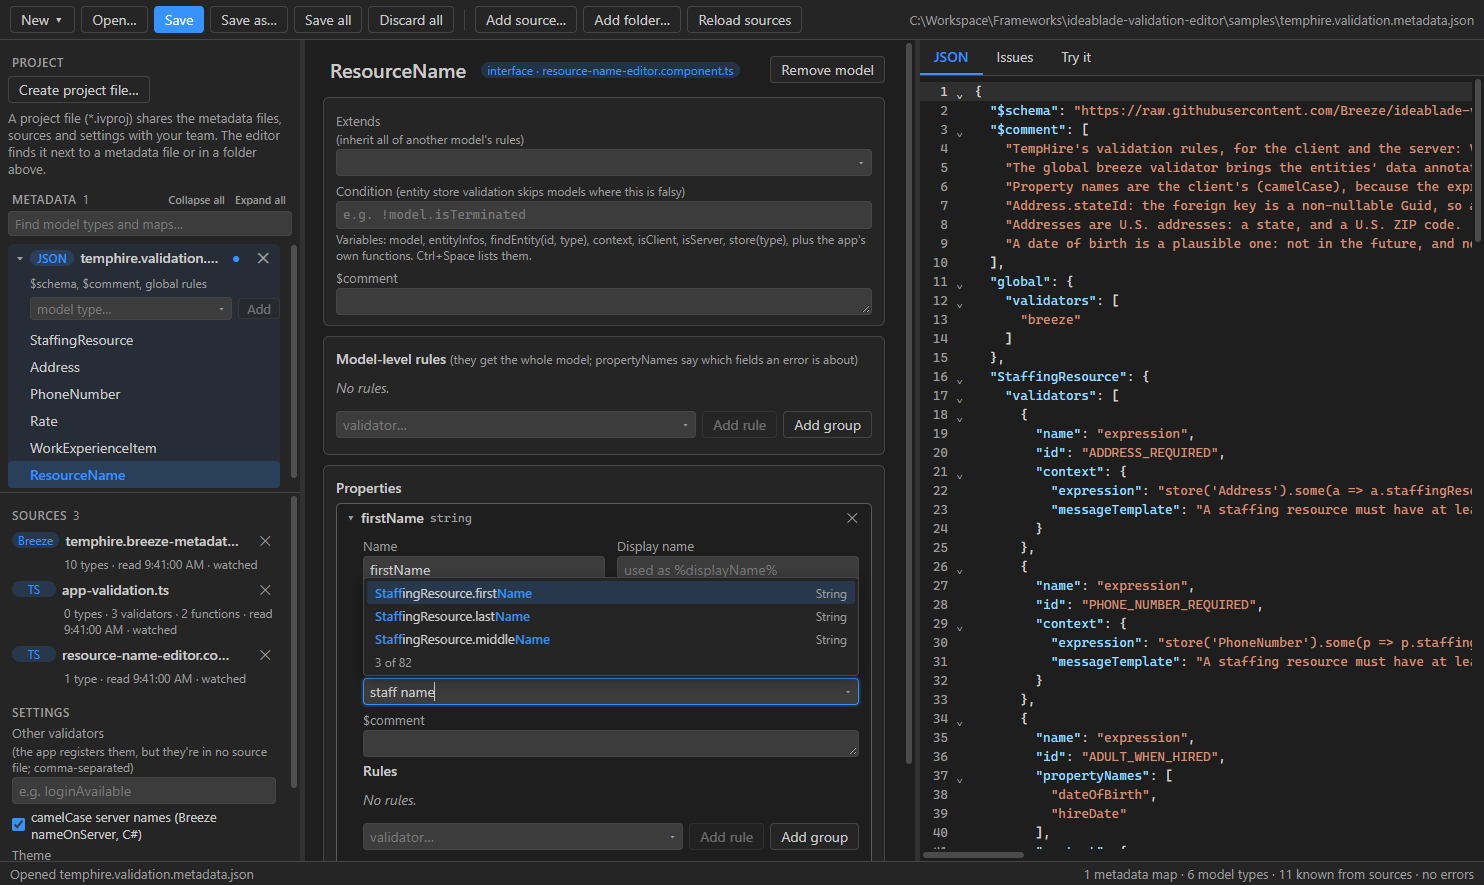 New ▾
Open...
Save
Save as...
Save all
Discard all
Add source...
Add folder...
Reload sources
C:\Workspace\Frameworks\ideablade-validation-editor\samples\temphire.validation.metadata.json
PROJECT
Create project file...
A project file (*.ivproj) shares the metadata files,
sources and settings with your team. The editor
finds it next to a metadata file or in a folder
above.
METADATA 1
Collapse all
Expand all
Find model types and maps...
JSON temphire.validation....
$schema, $comment, global rules
model type...
Add
StaffingResource
Address
PhoneNumber
Rate
WorkExperienceItem
ResourceName
SOURCES 3
Breeze temphire.breeze-metadat...
10 types · read 9:41:00 AM · watched
TS app-validation.ts
0 types · 3 validators · 2 functions · read
9:41:00 AM · watched
TS resource-name-editor.co...
1 type · read 9:41:00 AM · watched
SETTINGS
Other validators
(the app registers them, but they're in no source
file; comma-separated)
e.g. loginAvailable
camelCase server names (Breeze
nameOnServer, C#)
Theme
ResourceName
interface · resource-name-editor.component.ts
Remove model
Extends
(inherit all of another model's rules)
Condition (entity store validation skips models where this is falsy)
e.g. !model.isTerminated
Variables: model, entityInfos, findEntity(id, type), context, isClient, isServer, store(type), plus the app's
own functions. Ctrl+Space lists them.
$comment
Model-level rules (they get the whole model; propertyNames say which fields an error is about)
No rules.
validator...
Add rule
Add group
Properties
firstName string
Name
Display name
firstName
used as %displayName%
StaffingResource.firstName String
StaffingResource.lastName String
StaffingResource.middleName String
3 of 82
staff name
$comment
Rules
No rules.
validator...
Add rule
Add group
JSON
Issues
Try it
1 {
2 "$schema": "https://raw.githubusercontent.com/Breeze/ideablade-
3 "$comment": [
4 "TempHire's validation rules, for the client and the server:
5 "The global breeze validator brings the entities' data annota
6 "Property names are the client's (camelCase), because the exp
7 "Address.stateId: the foreign key is a non-nullable Guid, so a
8 "Addresses are U.S. addresses: a state, and a U.S. ZIP code.
9 "A date of birth is a plausible one: not in the future, and no
10 ],
11 "global": {
12 "validators": [
13 "breeze"
14 ]
15 },
16 "StaffingResource": {
17 "validators": [
18 {
19 "name": "expression",
20 "id": "ADDRESS_REQUIRED",
21 "context": {
22 "expression": "store('Address').some(a => a.staffingReso
23 "messageTemplate": "A staffing resource must have at lea
24 }
25 },
26 {
27 "name": "expression",
28 "id": "PHONE_NUMBER_REQUIRED",
29 "context": {
30 "expression": "store('PhoneNumber').some(p => p.staffing
31 "messageTemplate": "A staffing resource must have at lea
32 }
33 },
34 {
35 "name": "expression",
36 "id": "ADULT_WHEN_HIRED",
37 "propertyNames": [
38 "dateOfBirth",
39 "hireDate"
40 ],
Opened temphire.validation.metadata.json
1 metadata map · 6 model types · 11 known from sources · no errors